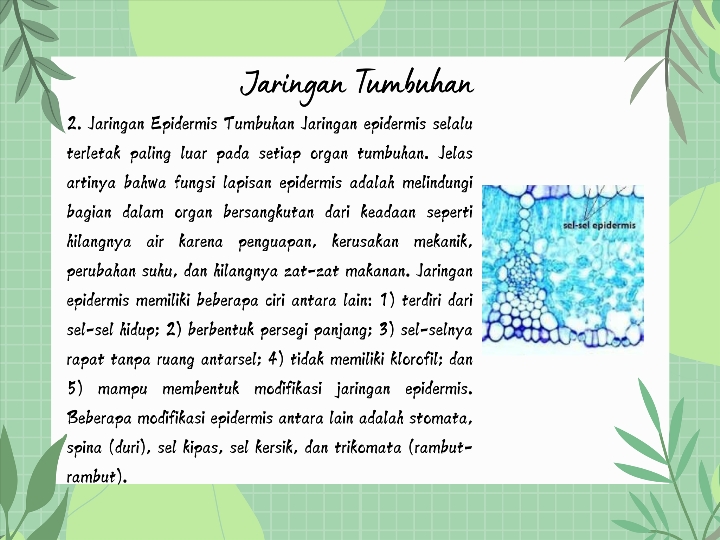 Jaringan Tumbuhan
2. Jaringan Epidermis Tumbuhan Jaringan epidermis selalu
terletak paling luar pada setiap organ tumbuhan. Jelas
artinya bahwa fungsi lapisan epidermis adalah melindungi
bagian dalam organ bersangkutan dari keadaan seperti
hilangnya air karena penguapan, kerusakan mekanik,
perubahan suhu, dan hilangnya zat-zat makanan. Jaringan
epidermis memiliki beberapa ciri antara lain: 1) terdiri dari
sel-sel hidup; 2) berbentuk persegi panjang; 3) sel-selnya
rapat tanpa ruang antarsel; 4) tidak memiliki klorofil; dan
5) mampu membentuk modifikasi jaringan epidermis.
Beberapa modifikasi epidermis antara lain adalah stomata,
spina (duri), sel kipas, sel kersik, dan trikomata (rambut-
rambut).
sel-sel epidermis